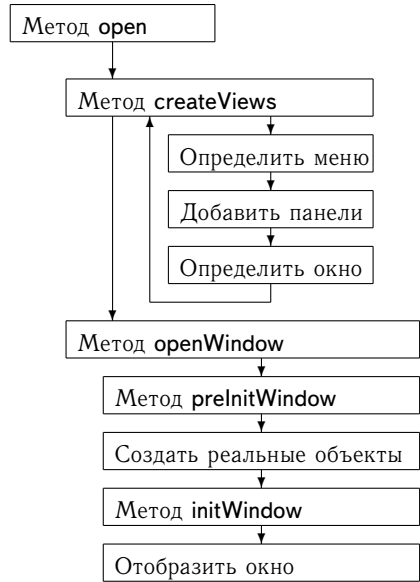 Метод open
Метод createViews
Определить меню
Добавить панели
Определить окно
Метод openWindow
Метод preInitWindow
Создать реальные объекты
Метод initWindow
Отобразить окно